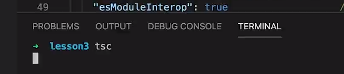 49 "esModuleInterop": true /
PROBLEMS OUTPUT DEBUG CONSOLE TERMINAL
➜ lesson3 tsc